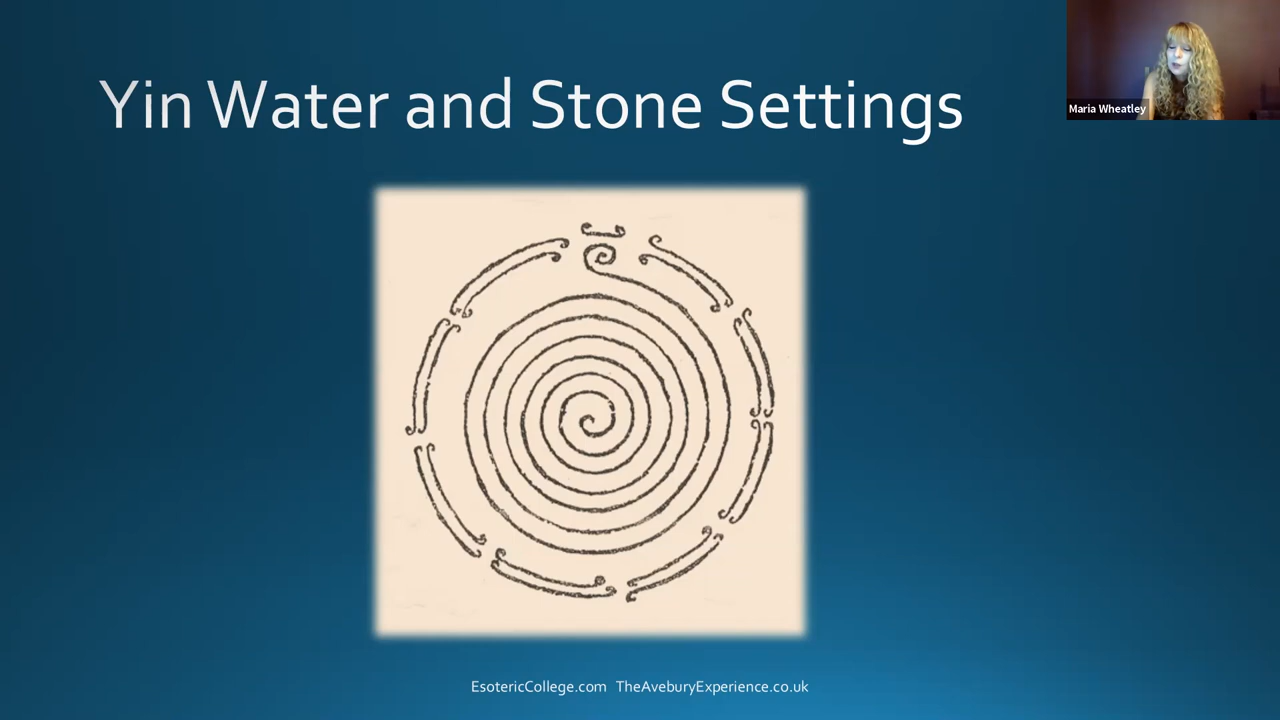 Yin Water and Stone Settings
Maria Wheatley
EsotericCollege.com TheAveburyExperience.co.uk